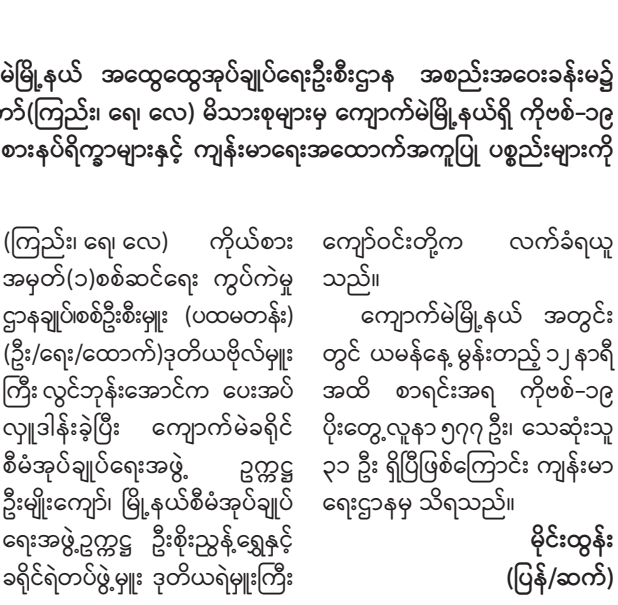 မဲမြို့နယ် အထွေထွေအုပ်ချုပ်ရေးဦးစီးဌာန အစည်းအဝေးခန်းမ၌
(ကြည်း၊ ရေ၊ လေ) မိသားစုများမှ ကျောက်မဲမြို့နယ်ရှိ ကိုဗစ်-၁၉
စားနပ်ရိက္ခာများနှင့် ကျန်းမာရေးအထောက်အကူပြု ပစ္စည်းများကို
(ကြည်း၊ ရေ၊ လေ) ကိုယ်စား
အမှတ်(၁)စစ်ဆင်ရေး ကွပ်ကဲမှု
ဌာနချုပ်၊စစ်ဦးစီးမှူး (ပထမတန်း)
(ဦး/ရေး/ထောက်)ဒုတိယဗိုလ်မှူး
ကြီး လွင်ဘုန်းအောင်က ပေးအပ်
လှူဒါန်းခဲ့ပြီး ကျောက်မဲခရိုင်
စီမံအုပ်ချုပ်ရေးအဖွဲ့ ဥက္ကဋ္ဌ
ဦးမျိုးကျော်၊ မြို့နယ်စီမံအုပ်ချုပ်
ရေးအဖွဲ့ဥက္ကဋ္ဌ ဦးစိုးညွန့်ရွှေနှင့်
ခရိုင်ရဲတပ်ဖွဲ့မှူး ဒုတိယရဲမှူးကြီး
ကျော်ဝင်းတို့က လက်ခံရယူ
သည်။
ကျောက်မဲမြို့နယ် အတွင်း
တွင် ယမန်နေ့ မွန်းတည့် ၁၂ နာရီ
အထိ စာရင်းအရ ကိုဗစ်-၁၉
ပိုးတွေ့လူနာ ၅၇၇ ဦး၊ သေဆုံးသူ
၃၁ ဦး ရှိပြီဖြစ်ကြောင်း ကျန်းမာ
ရေးဌာနမှ သိရသည်။
မိုင်းထွန်း
(ပြန်/ဆက်)